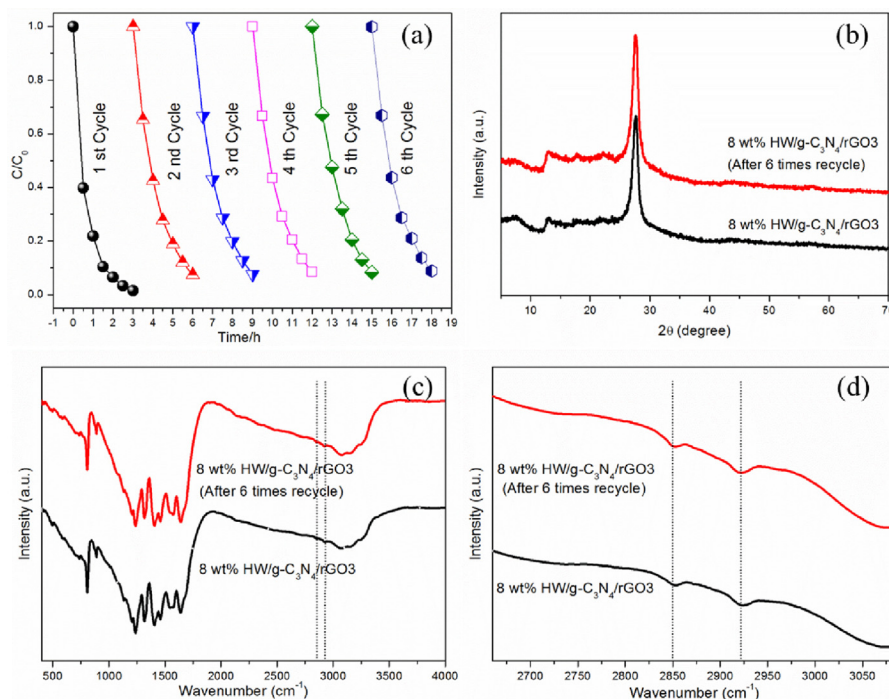 (a)
1.0
0.8
0.6
0.4
0.2
0.0
C/C0
1 st Cycle
2 nd Cycle
3 rd Cycle
4 th Cycle
5 th Cycle
6 th Cycle
-1 0 1 2 3 4 5 6 7 8 9 10 11 12 13 14 15 16 17 18 19
Time/h
(b)
Intensity (a.u.)
8 wt% HW/g-C3N4/rGO3
(After 6 times recycle)
8 wt% HW/g-C3N4/rGO3
10 20 30 40 50 60 70
2θ (degree)
(c)
Intensity (a.u.)
8 wt% HW/g-C3N4/rGO3
(After 6 times recycle)
8 wt% HW/g-C3N4/rGO3
500 1000 1500 2000 2500 3000 3500 4000
Wavenumber (cm-1)
(d)
Intensity (a.u.)
8 wt% HW/g-C3N4/rGO3
(After 6 times recycle)
8 wt% HW/g-C3N4/rGO3
2700 2750 2800 2850 2900 2950 3000 3050
Wavenumber (cm-1)